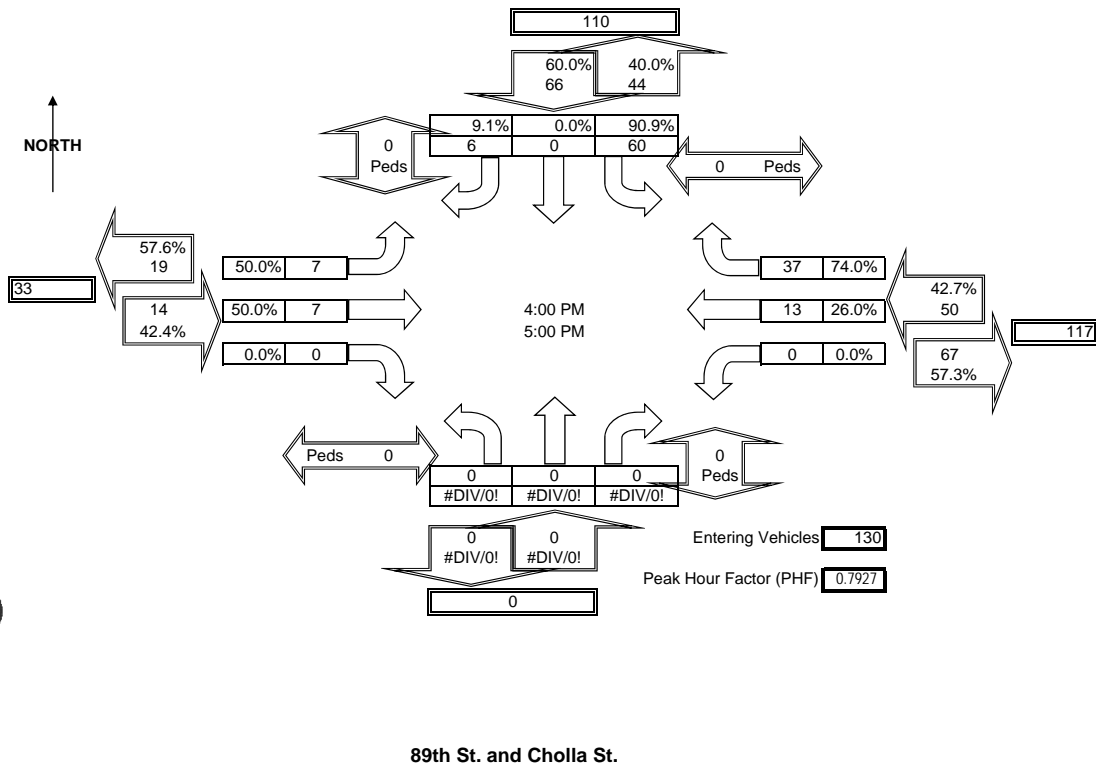 110
60.0% 40.0%
66 44
9.1% 0.0% 90.9%
6 0 60
NORTH
0
Peds
0 Peds
57.6%
19
33
14
42.4%
50.0% 7
50.0% 7
0.0% 0
4:00 PM
5:00 PM
37 74.0%
13 26.0%
0 0.0%
42.7%
50
117
67
57.3%
Peds 0
0
Peds
0 0 0
#DIV/0! #DIV/0! #DIV/0!
0 0
#DIV/0! #DIV/0!
0
Entering Vehicles 130
Peak Hour Factor (PHF) 0.7927
89th St. and Cholla St.